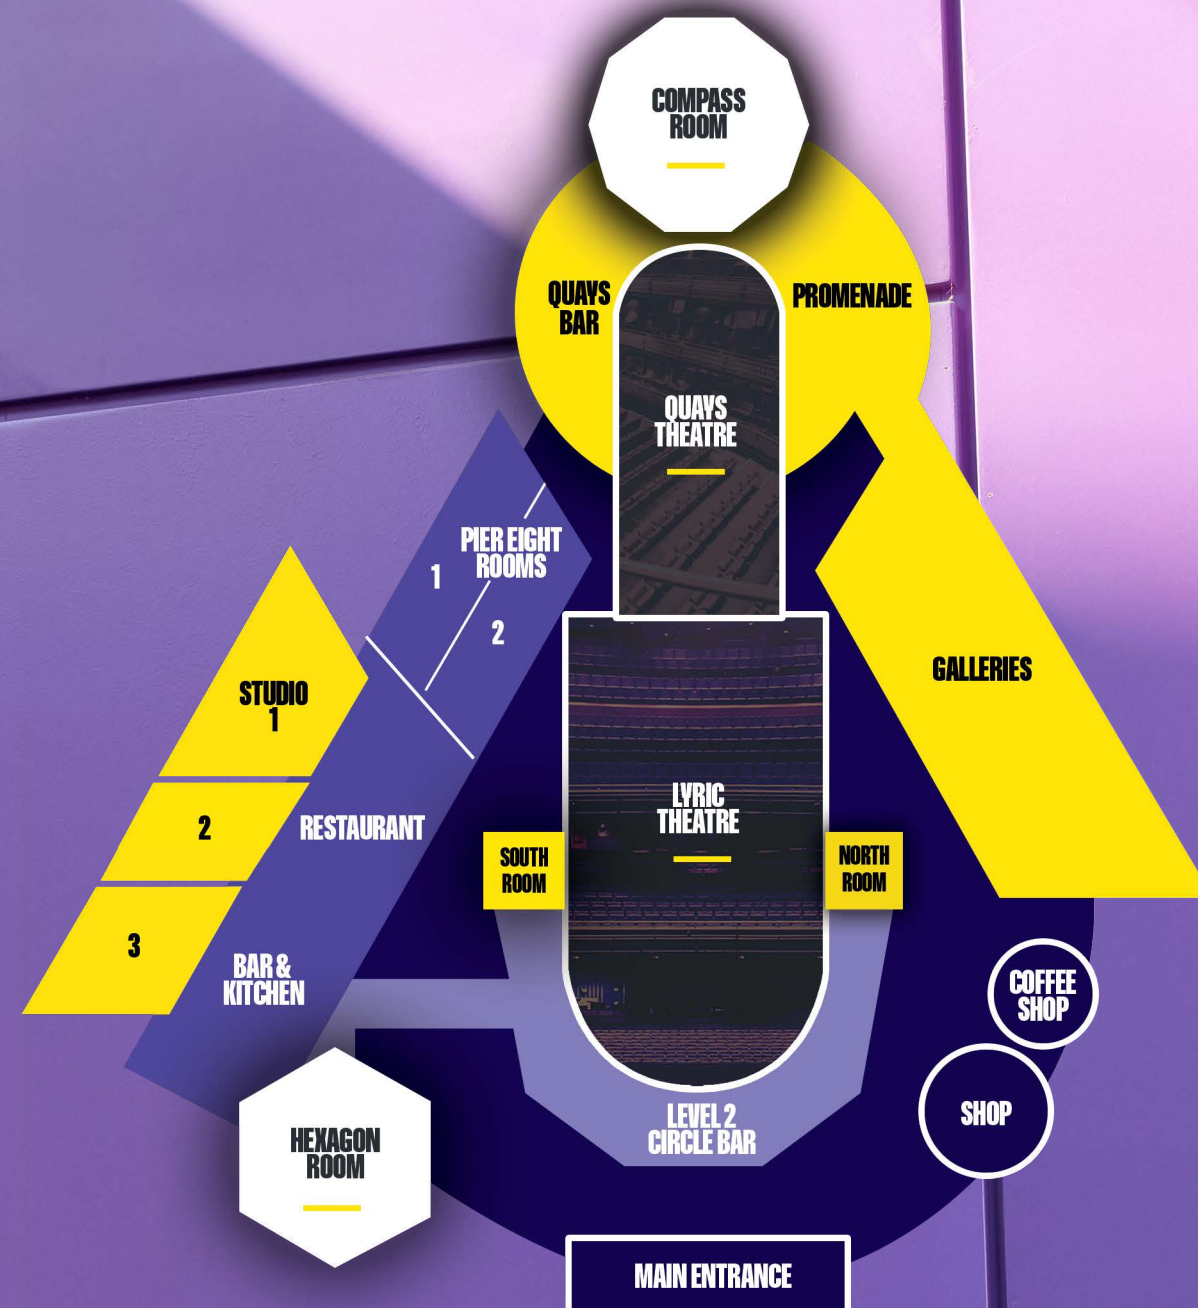 COMPASS
ROOM
QUAYS
BAR
PROMENADE
QUAYS
THEATRE
PIER EIGHT
ROOMS
1
2
STUDIO
1
2
3
RESTAURANT
BAR &
KITCHEN
GALLERIES
LYRIC
THEATRE
SOUTH
ROOM
NORTH
ROOM
COFFEE
SHOP
SHOP
LEVEL 2
CIRCLE BAR
HEXAGON
ROOM
MAIN ENTRANCE